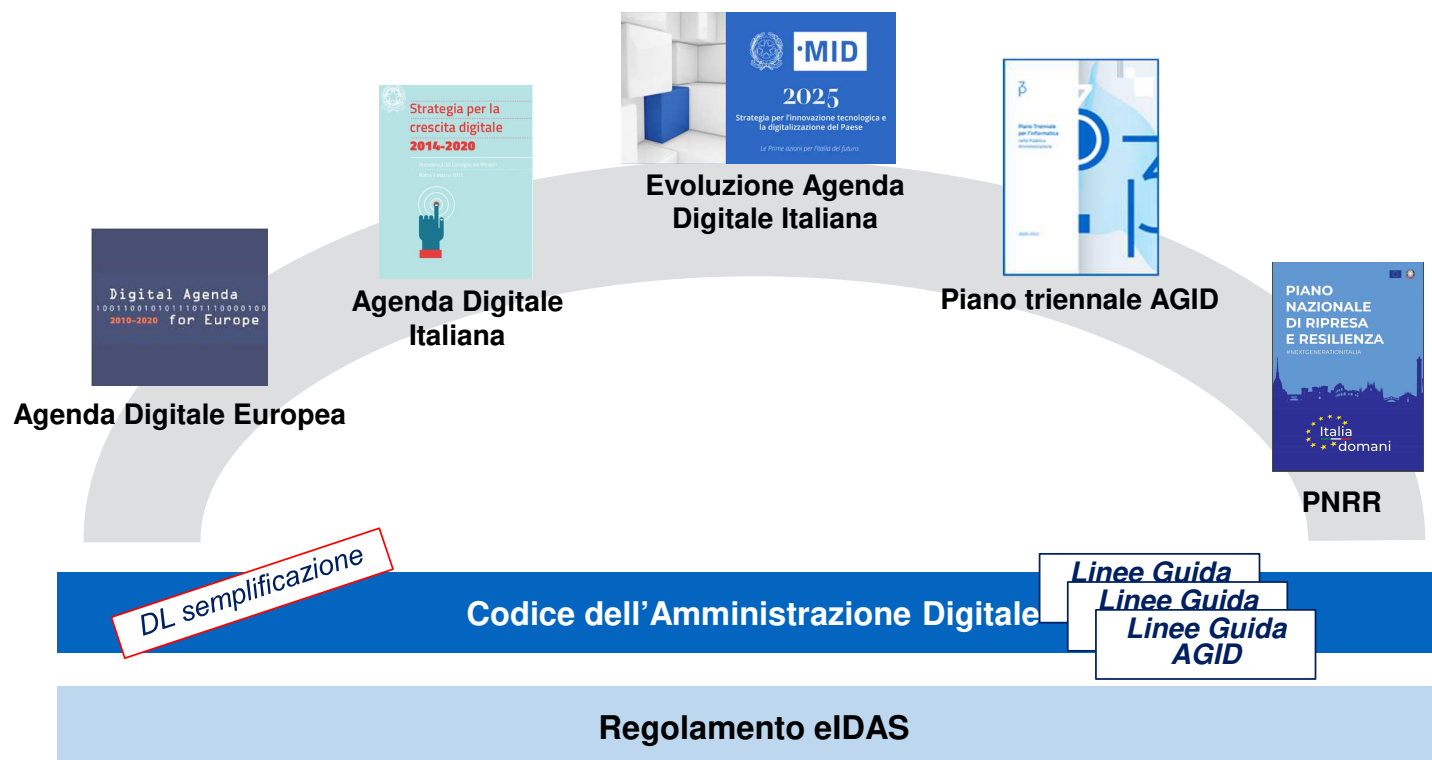 ·MID
2025
Strategia per l'innovazione tecnologica e
la digitalizzazione del Paese
Le Prime azioni per l'Italia del futuro.
Evoluzione Agenda
Digitale Italiana
Strategia per la
crescita digitale
2014-2020
Agenda Digitale
Italiana
Piano Triennale
per l'informatica
nella Pubblica
Amministrazione
Piano triennale AGID
Digital Agenda
2010-2020 for Europe
Agenda Digitale Europea
PIANO
NAZIONALE
DI RIPRESA
E RESILIENZA
#NEXTGENERATIONITALIA
Italia
domani
PNRR
DL semplificazione
Codice dell'Amministrazione Digitale
Linee Guida
Linee Guida
Linee Guida
AGID
Regolamento eIDAS